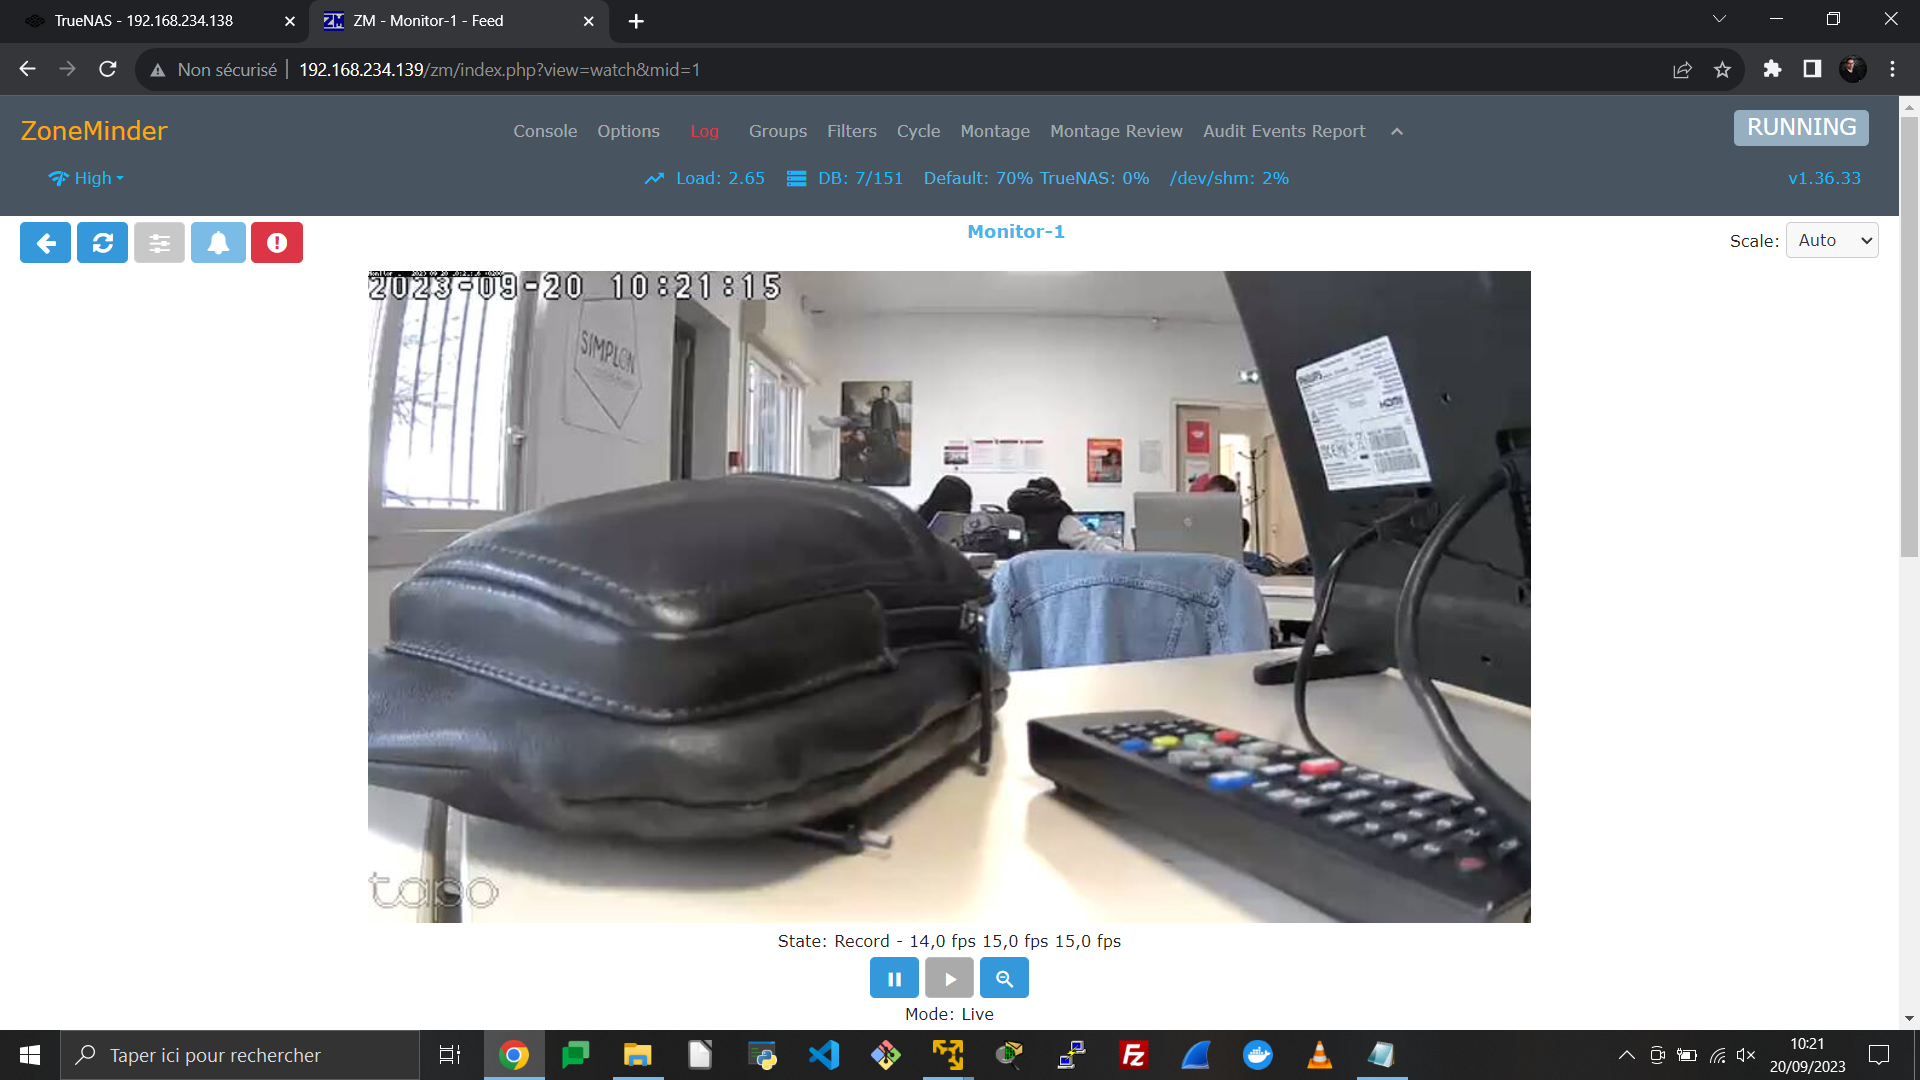 TrueNAS - 192.168.234.138
ZM - Monitor-1 - Feed
Non sécurisé
192.168.234.139/zm/index.php?view=watch&mid=1
ZoneMinder
Console Options Log Groups Filters Cycle Montage Montage Review Audit Events Report
RUNNING
High
Load: 2.65 DB: 7/151 Default: 70% TrueNAS: 0% /dev/shm: 2%
v1.36.33
Monitor-1
Scale: Auto
2023-09-20 10:21:15
SIMPLON
HDMI
tapo
State: Record - 14,0 fps 15,0 fps 15,0 fps
Mode: Live
Taper ici pour rechercher
10:21
20/09/2023